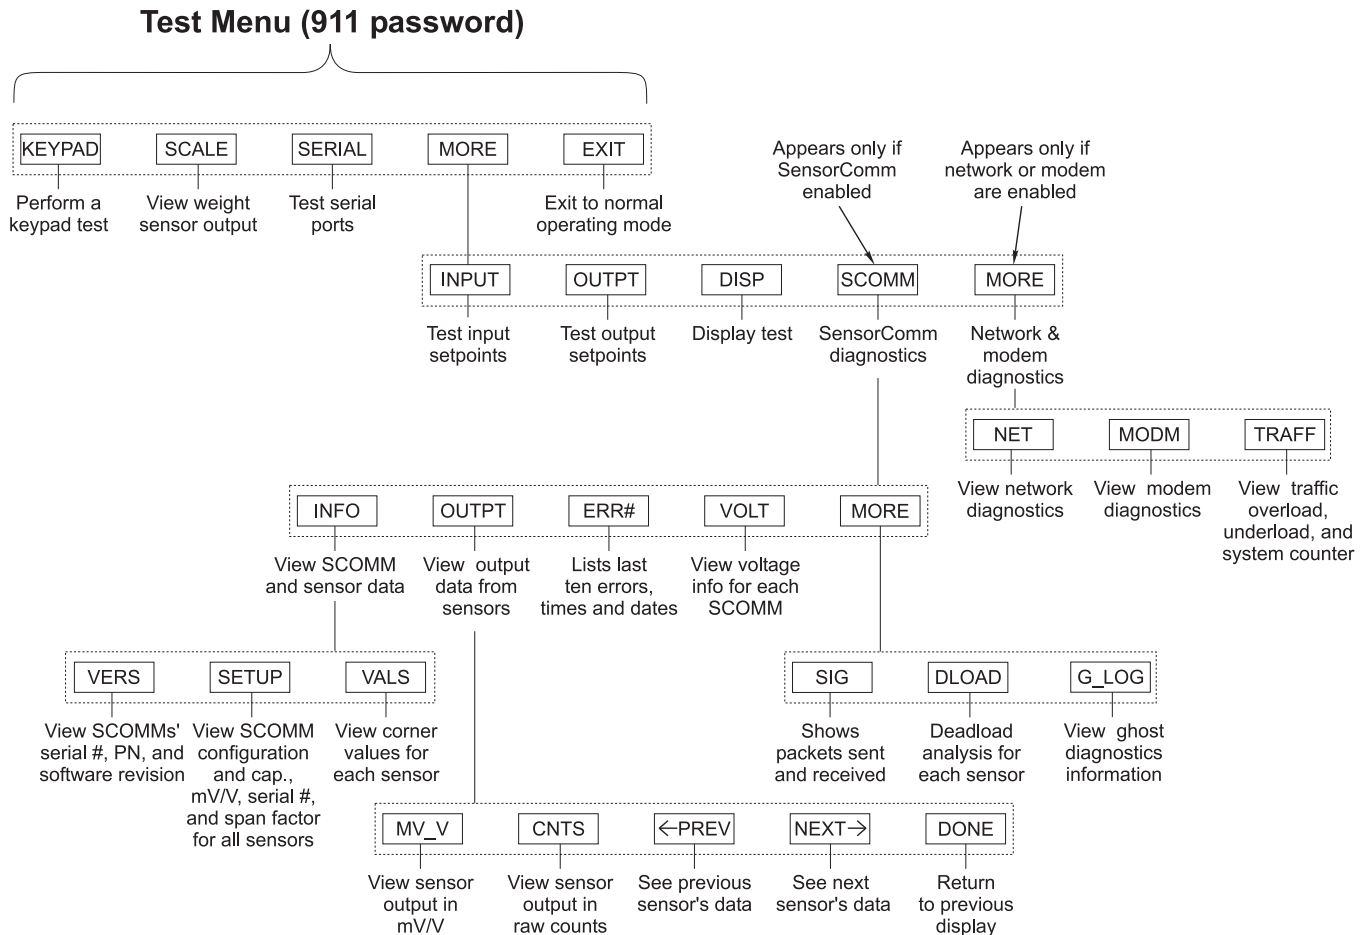 Test Menu (911 password)
KEYPAD
SCALE
SERIAL
MORE
EXIT
Perform a
keypad test
View weight
sensor output
Test serial
ports
Exit to normal
operating mode
Appears only if
SensorComm
enabled
Appears only if
network or modem
are enabled
INPUT
OUTPT
DISP
SCOMM
MORE
Test input
setpoints
Test output
setpoints
Display test
SensorComm
diagnostics
Network &
modem
diagnostics
NET
MODM
TRAFF
View network
diagnostics
View modem
diagnostics
View traffic
overload,
underload, and
system counter
INFO
OUTPT
ERR#
VOLT
MORE
View SCOMM
and sensor data
View output
data from
sensors
Lists last
ten errors,
times and dates
View voltage
info for each
SCOMM
VERS
SETUP
VALS
View SCOMMs'
serial #, PN, and
software revision
View SCOMM
configuration
and cap.,
mV/V, serial #,
and span factor
for all sensors
View corner
values for
each sensor
SIG
DLOAD
G_LOG
Shows
packets sent
and received
Deadload
analysis for
each sensor
View ghost
diagnostics
information
MV_V
CNTS
←PREV
NEXT→
DONE
View sensor
output in
mV/V
View sensor
output in
raw counts
See previous
sensor's data
See next
sensor's data
Return
to previous
display